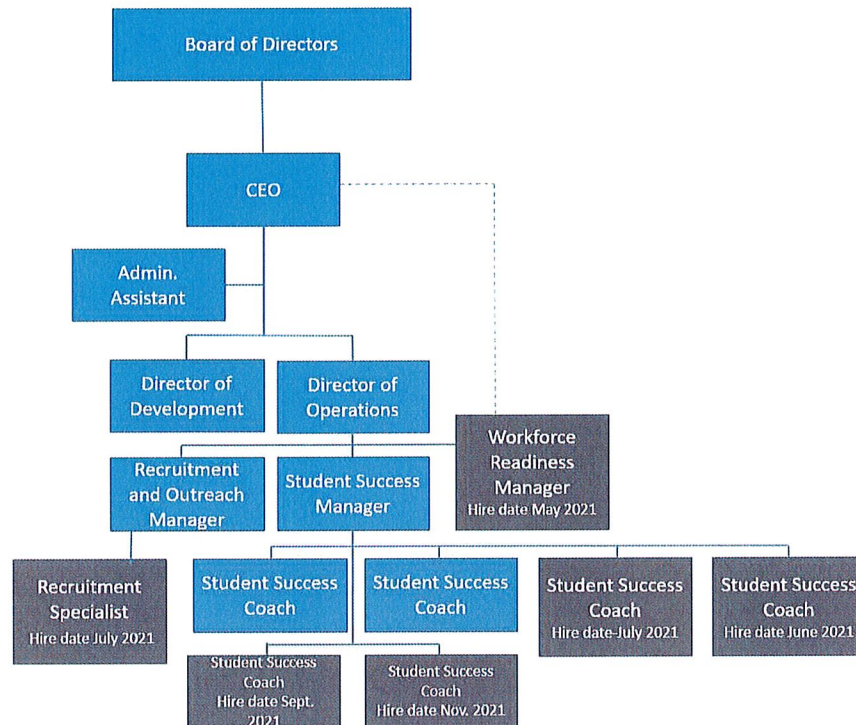 Board of Directors
CEO
Admin.
Assistant
Director of
Development
Director of
Operations
Recruitment
and Outreach
Manager
Student Success
Manager
Workforce
Readiness
Manager
Hire date May 2021
Recruitment
Specialist
Hire date July 2021
Student Success
Coach
Student Success
Coach
Student Success
Coach
Hire date-July 2021
Student Success
Coach
Hire date June 2021
Student Success
Coach
Hire date Sept.
2021
Student Success
Coach
Hire date Nov. 2021